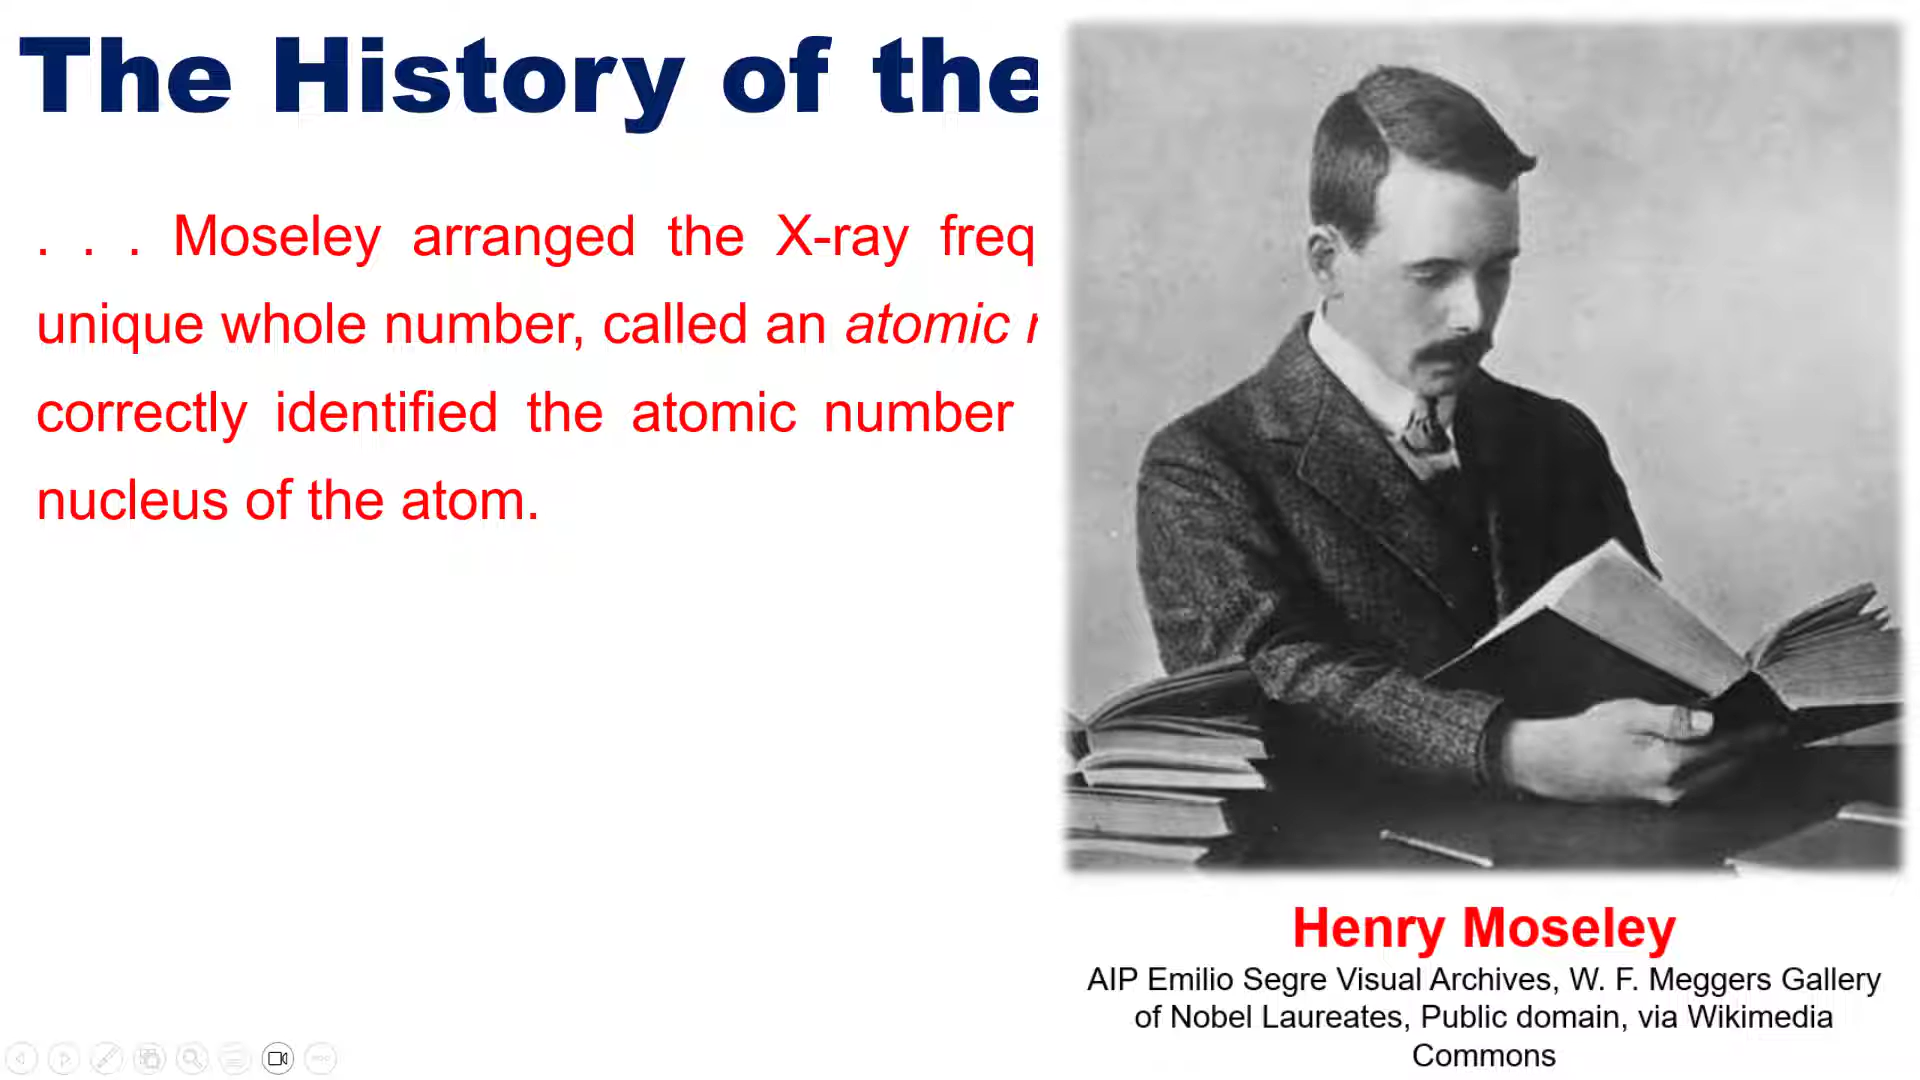 The History of the
. . . Moseley arranged the X-ray freq
unique whole number, called an atomic
correctly identified the atomic number
nucleus of the atom.
Henry Moseley
AIP Emilio Segre Visual Archives, W. F. Meggers Gallery
of Nobel Laureates, Public domain, via Wikimedia
Commons